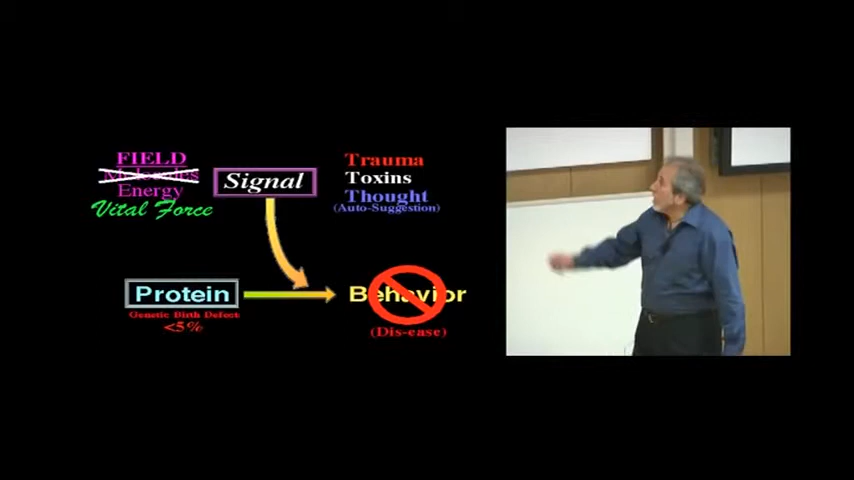 FIELD
Molecules
Energy
Vital Force
Signal
Trauma
Toxins
Thought
(Auto-Suggestion)
Protein
Genetic Birth Defect
<5%
Behavior
(Dis-ease)